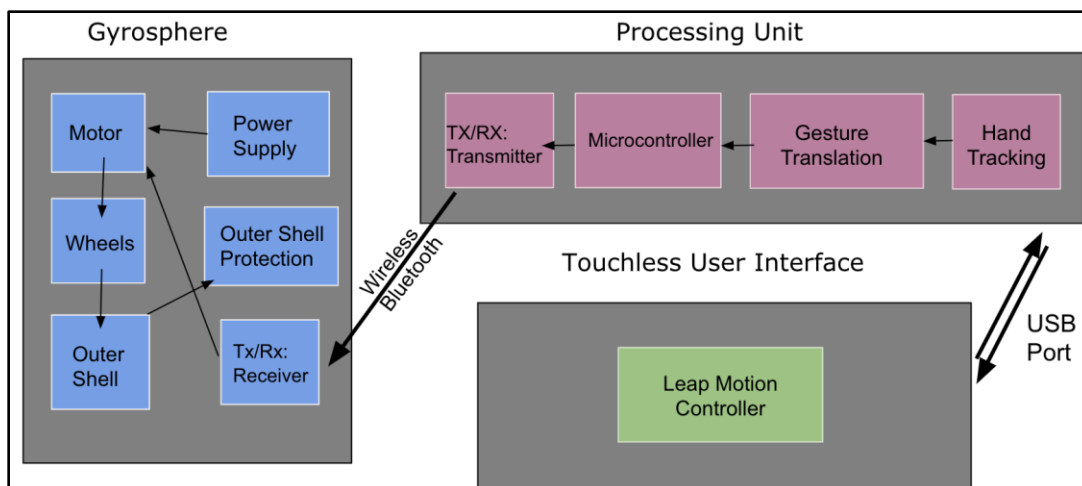 Gyrosphere
Motor
Power
Supply
Wheels
Outer Shell
Protection
Outer
Shell
Tx/Rx:
Receiver
Wireless
Bluetooth
Processing Unit
TX/RX:
Transmitter
Microcontroller
Gesture
Translation
Hand
Tracking
Touchless User Interface
Leap Motion
Controller
USB
Port